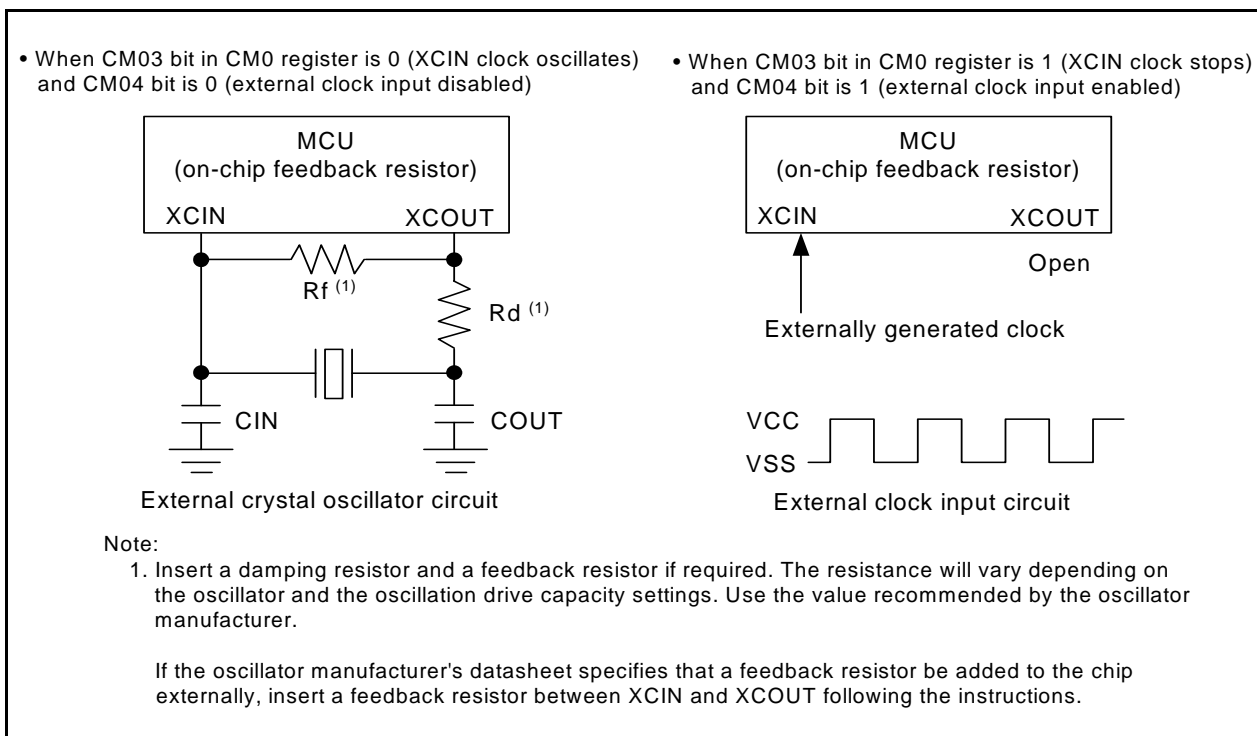 • When CM03 bit in CM0 register is 0 (XCIN clock oscillates)
and CM04 bit is 0 (external clock input disabled)
MCU
(on-chip feedback resistor)
XCIN
XCOUT
Rf (1)
Rd (1)
CIN
COUT
External crystal oscillator circuit
• When CM03 bit in CM0 register is 1 (XCIN clock stops)
and CM04 bit is 1 (external clock input enabled)
MCU
(on-chip feedback resistor)
XCIN
XCOUT
Open
Externally generated clock
VCC
VSS
External clock input circuit
Note:
1. Insert a damping resistor and a feedback resistor if required. The resistance will vary depending on
the oscillator and the oscillation drive capacity settings. Use the value recommended by the oscillator
manufacturer.
If the oscillator manufacturer's datasheet specifies that a feedback resistor be added to the chip
externally, insert a feedback resistor between XCIN and XCOUT following the instructions.